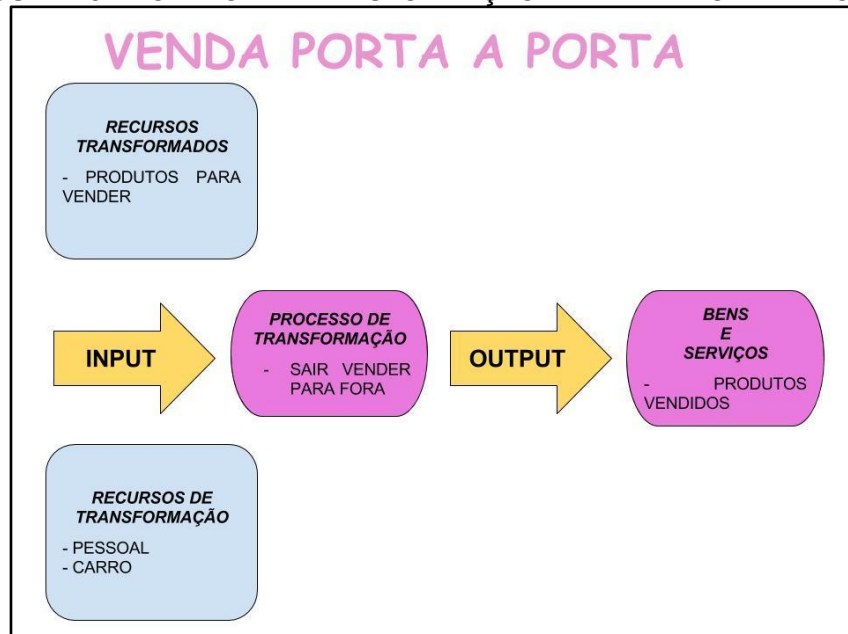 VENDA PORTA A PORTA
RECURSOS
TRANSFORMADOS
- PRODUTOS PARA
VENDER
INPUT
PROCESSO DE
TRANSFORMAÇÃO
- SAIR VENDER
PARA FORA
OUTPUT
BENS
E
SERVIÇOS
- PRODUTOS
VENDIDOS
RECURSOS DE
TRANSFORMAÇÃO
- PESSOAL
- CARRO